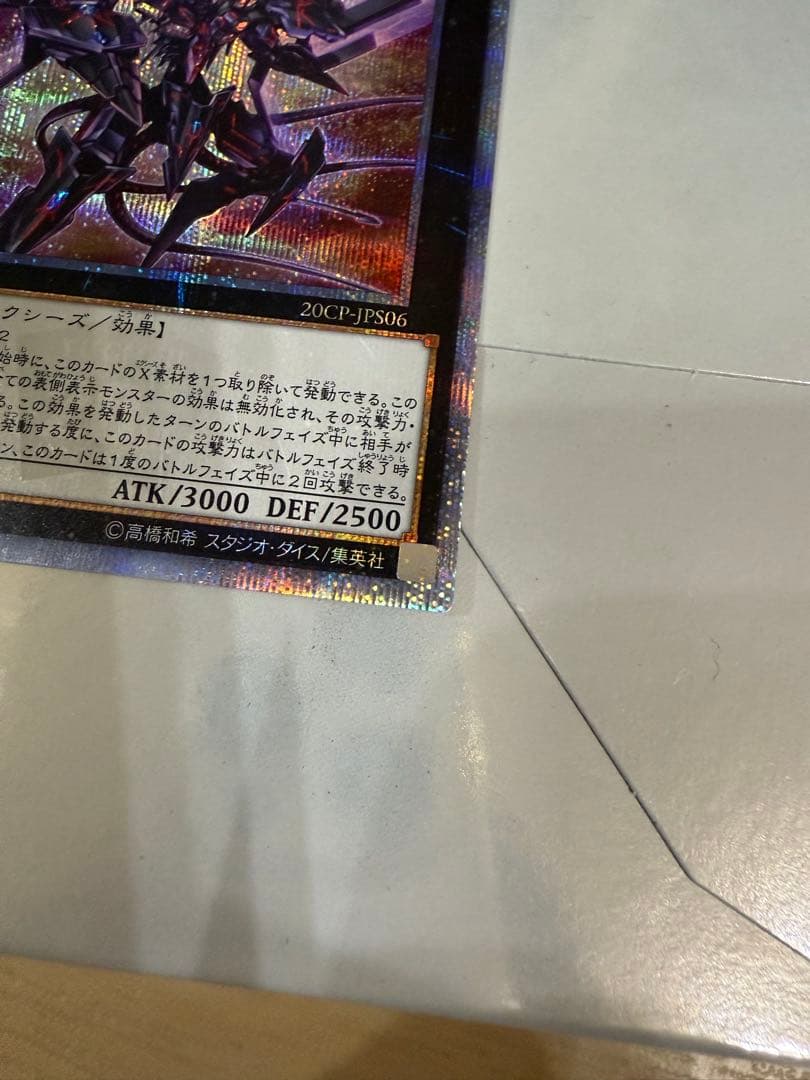 20CP-JPS06
クシーズ/効果】
2
始時に、このカードのX素材を1つ取り除いて発動できる。この
ての表側表示モンスターの効果は無効化され、その攻撃力・
る。この効果を発動したターンのバトルフェイズ中に相手が
発動する度に、このカードの攻撃力はバトルフェイズ終了時
ン、このカードは1度のバトルフェイズ中に2回攻撃できる。
ATK/3000 DEF/2500
©高橋和希 スタジオ・ダイス/集英社